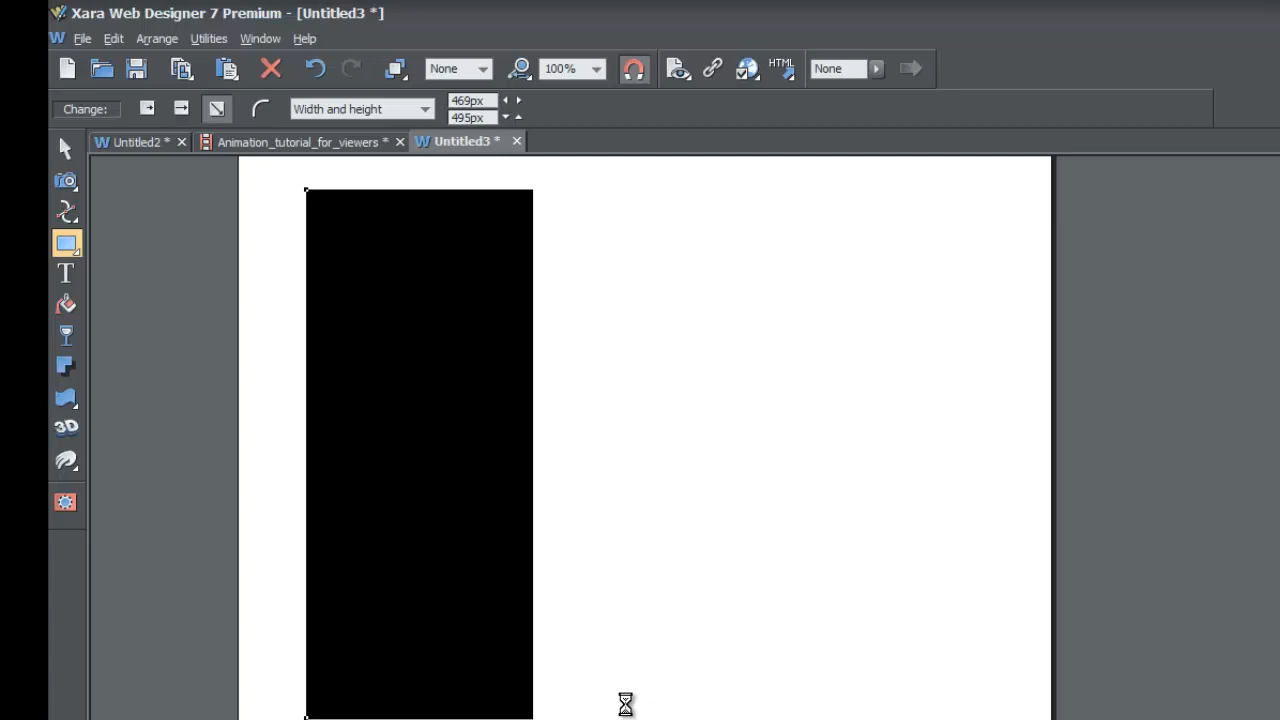 Xara Web Designer 7 Premium - [Untitled3 *]
File Edit Arrange Utilities Window Help
None 100% HTML None
Change: Width and height 469px
495px
Untitled2 * Animation_tutorial_for_viewers * Untitled3 *
T
3D